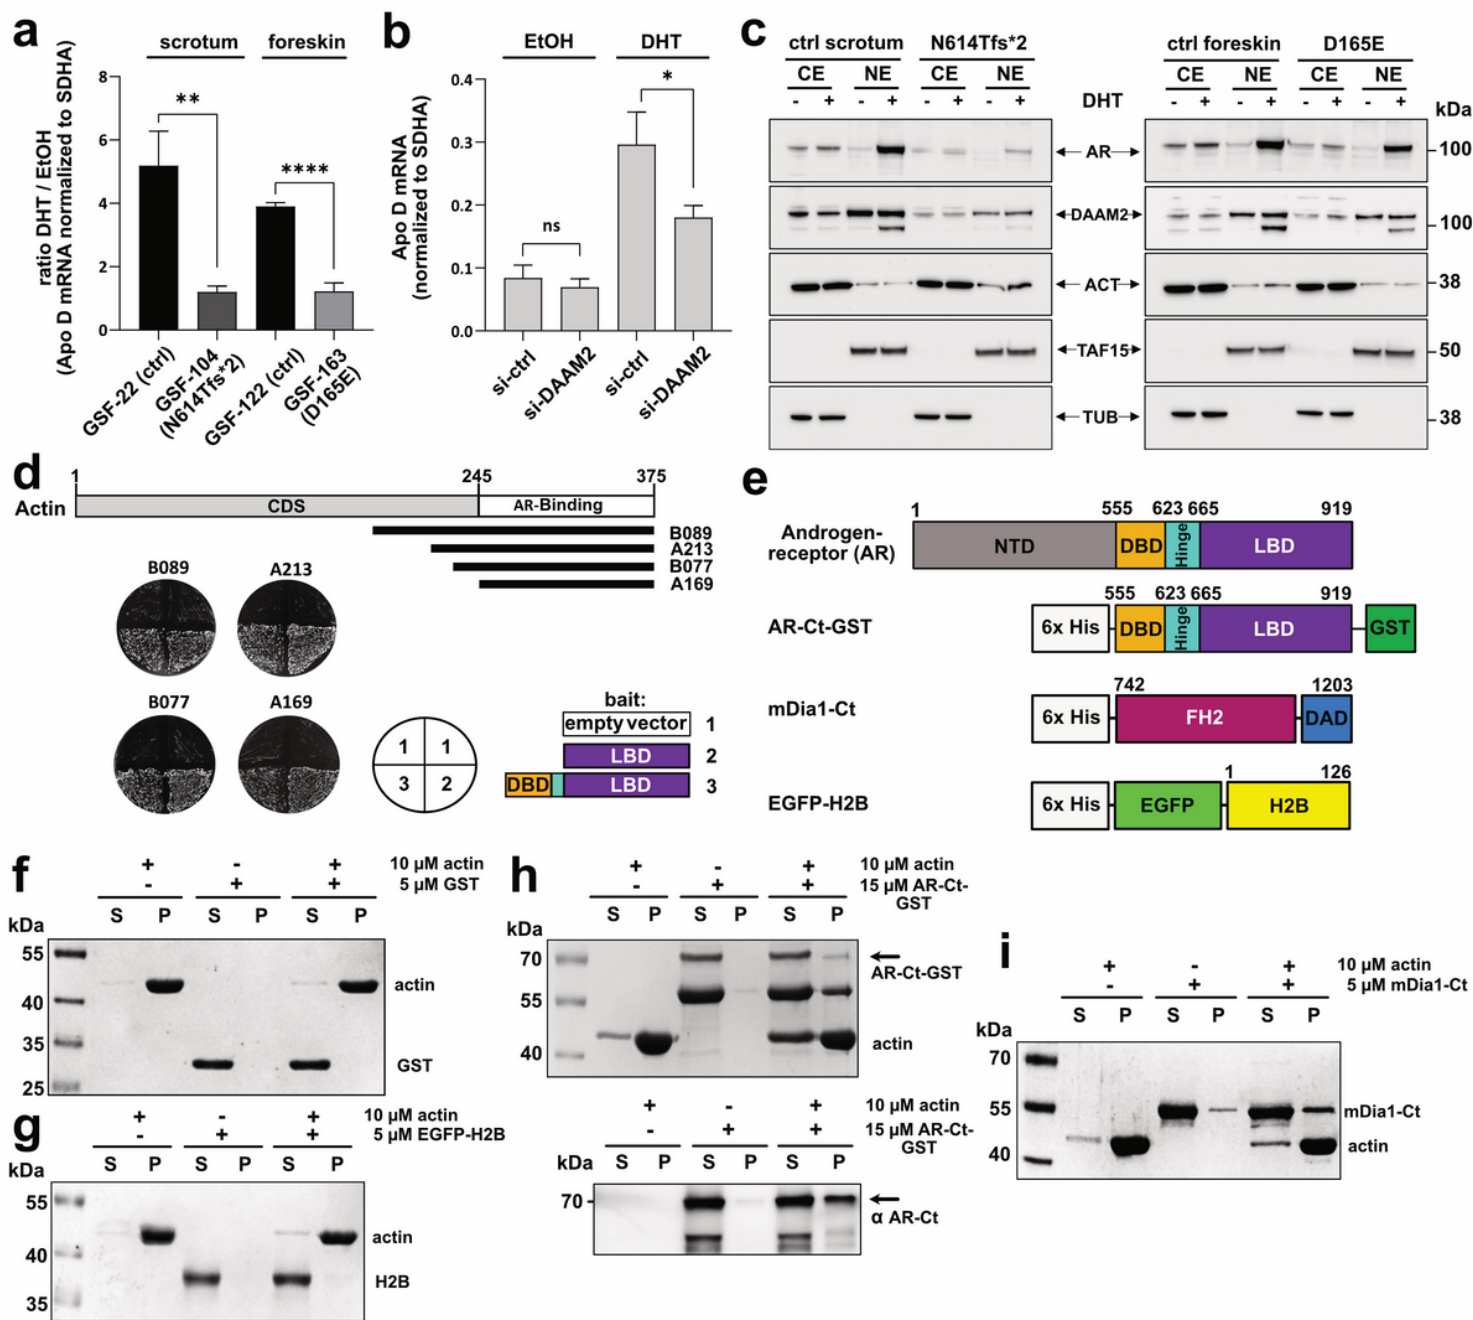 a
scrotum
foreskin
ratio DHT / EtOH
(Apo D mRNA normalized to SDHA)
8
6
4
2
0
**
****
GSF-22 (ctrl)
GSF-104
(N614Tfs*2)
GSF-122 (ctrl)
GSF-163
(D165E)
b
EtOH
DHT
Apo D mRNA
(normalized to SDHA)
0.4
0.3
0.2
0.1
0.0
ns
*
si-ctrl
si-DAAM2
si-ctrl
si-DAAM2
c
ctrl scrotum N614Tfs*2
CE NE CE NE
- + - + - + - +
DHT
ctrl foreskin D165E
CE NE CE NE
- + - + - + - +
kDa
AR
100
DAAM2
100
ACT
38
TAF15
50
TUB
38
d
1 245 375
Actin
CDS
AR-Binding
B089
A213
B077
A169
B089 A213
B077 A169
1 1
3 2
bait:
empty vector 1
LBD 2
DBD LBD 3
e
1 555 623 665 919
Androgen-
receptor (AR)
NTD DBD Hinge LBD
555 623 665 919
AR-Ct-GST
6x His DBD Hinge LBD GST
742 1203
mDia1-Ct
6x His FH2 DAD
1 126
EGFP-H2B
6x His EGFP H2B
f
+ - + 10 µM actin
- + + 5 µM GST
S P S P S P
kDa
55
40
35
25
actin
GST
g
+ - + 10 µM actin
- + + 5 µM EGFP-H2B
S P S P S P
kDa
55
40
35
actin
H2B
h
+ - + 10 µM actin
- + + 15 µM AR-Ct-
GST
S P S P S P
kDa
70
55
40
AR-Ct-GST
actin
+ - + 10 µM actin
- + + 15 µM AR-Ct-
GST
kDa S P S P S P
70
α AR-Ct
i
+ - + 10 µM actin
- + + 5 µM mDia1-Ct
S P S P S P
kDa
70
55
40
mDia1-Ct
actin